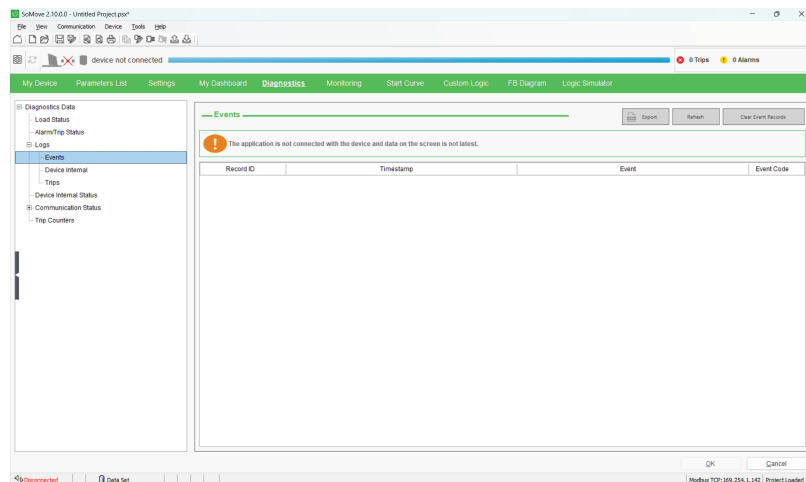 SoMove 2.10.0.0 - Untitled Project.psx*
File View Communication Device Tools Help
device not connected
0 Trips
0 Alarms
My Device Parameters List Settings My Dashboard Diagnostics Monitoring Start Curve Custom Logic FB Diagram Logic Simulator
Diagnostics Data
Load Status
Alarm/Trip Status
Logs
Events
Device Internal
Trips
Device Internal Status
Communication Status
Trip Counters
Events
Export Refresh Clear Event Records
The application is not connected with the device and data on the screen is not latest.
Record ID Timestamp Event Event Code
OK Cancel
Disconnected Data Set Modbus TCP:169.254.1.142 Project Loaded